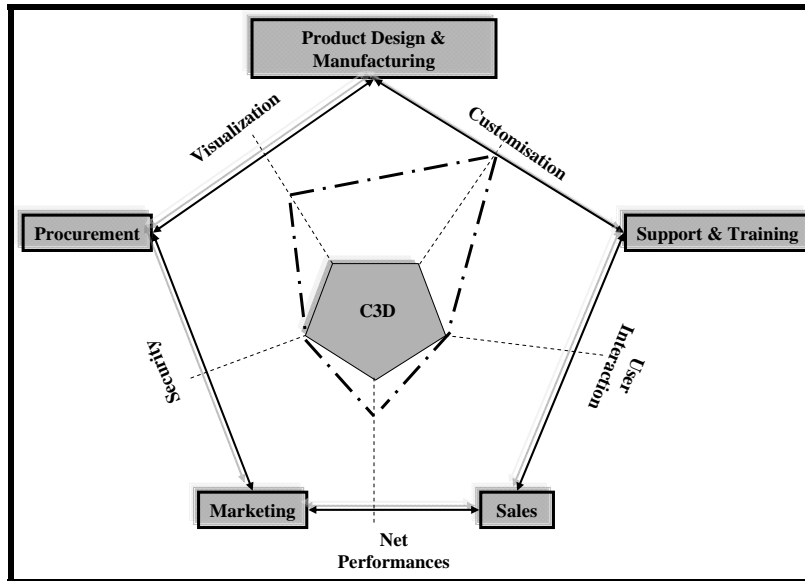 Product Design &
Manufacturing
Visualization
Customisation
Procurement
Support & Training
C3D
Security
User
Interaction
Marketing
Sales
Net
Performances